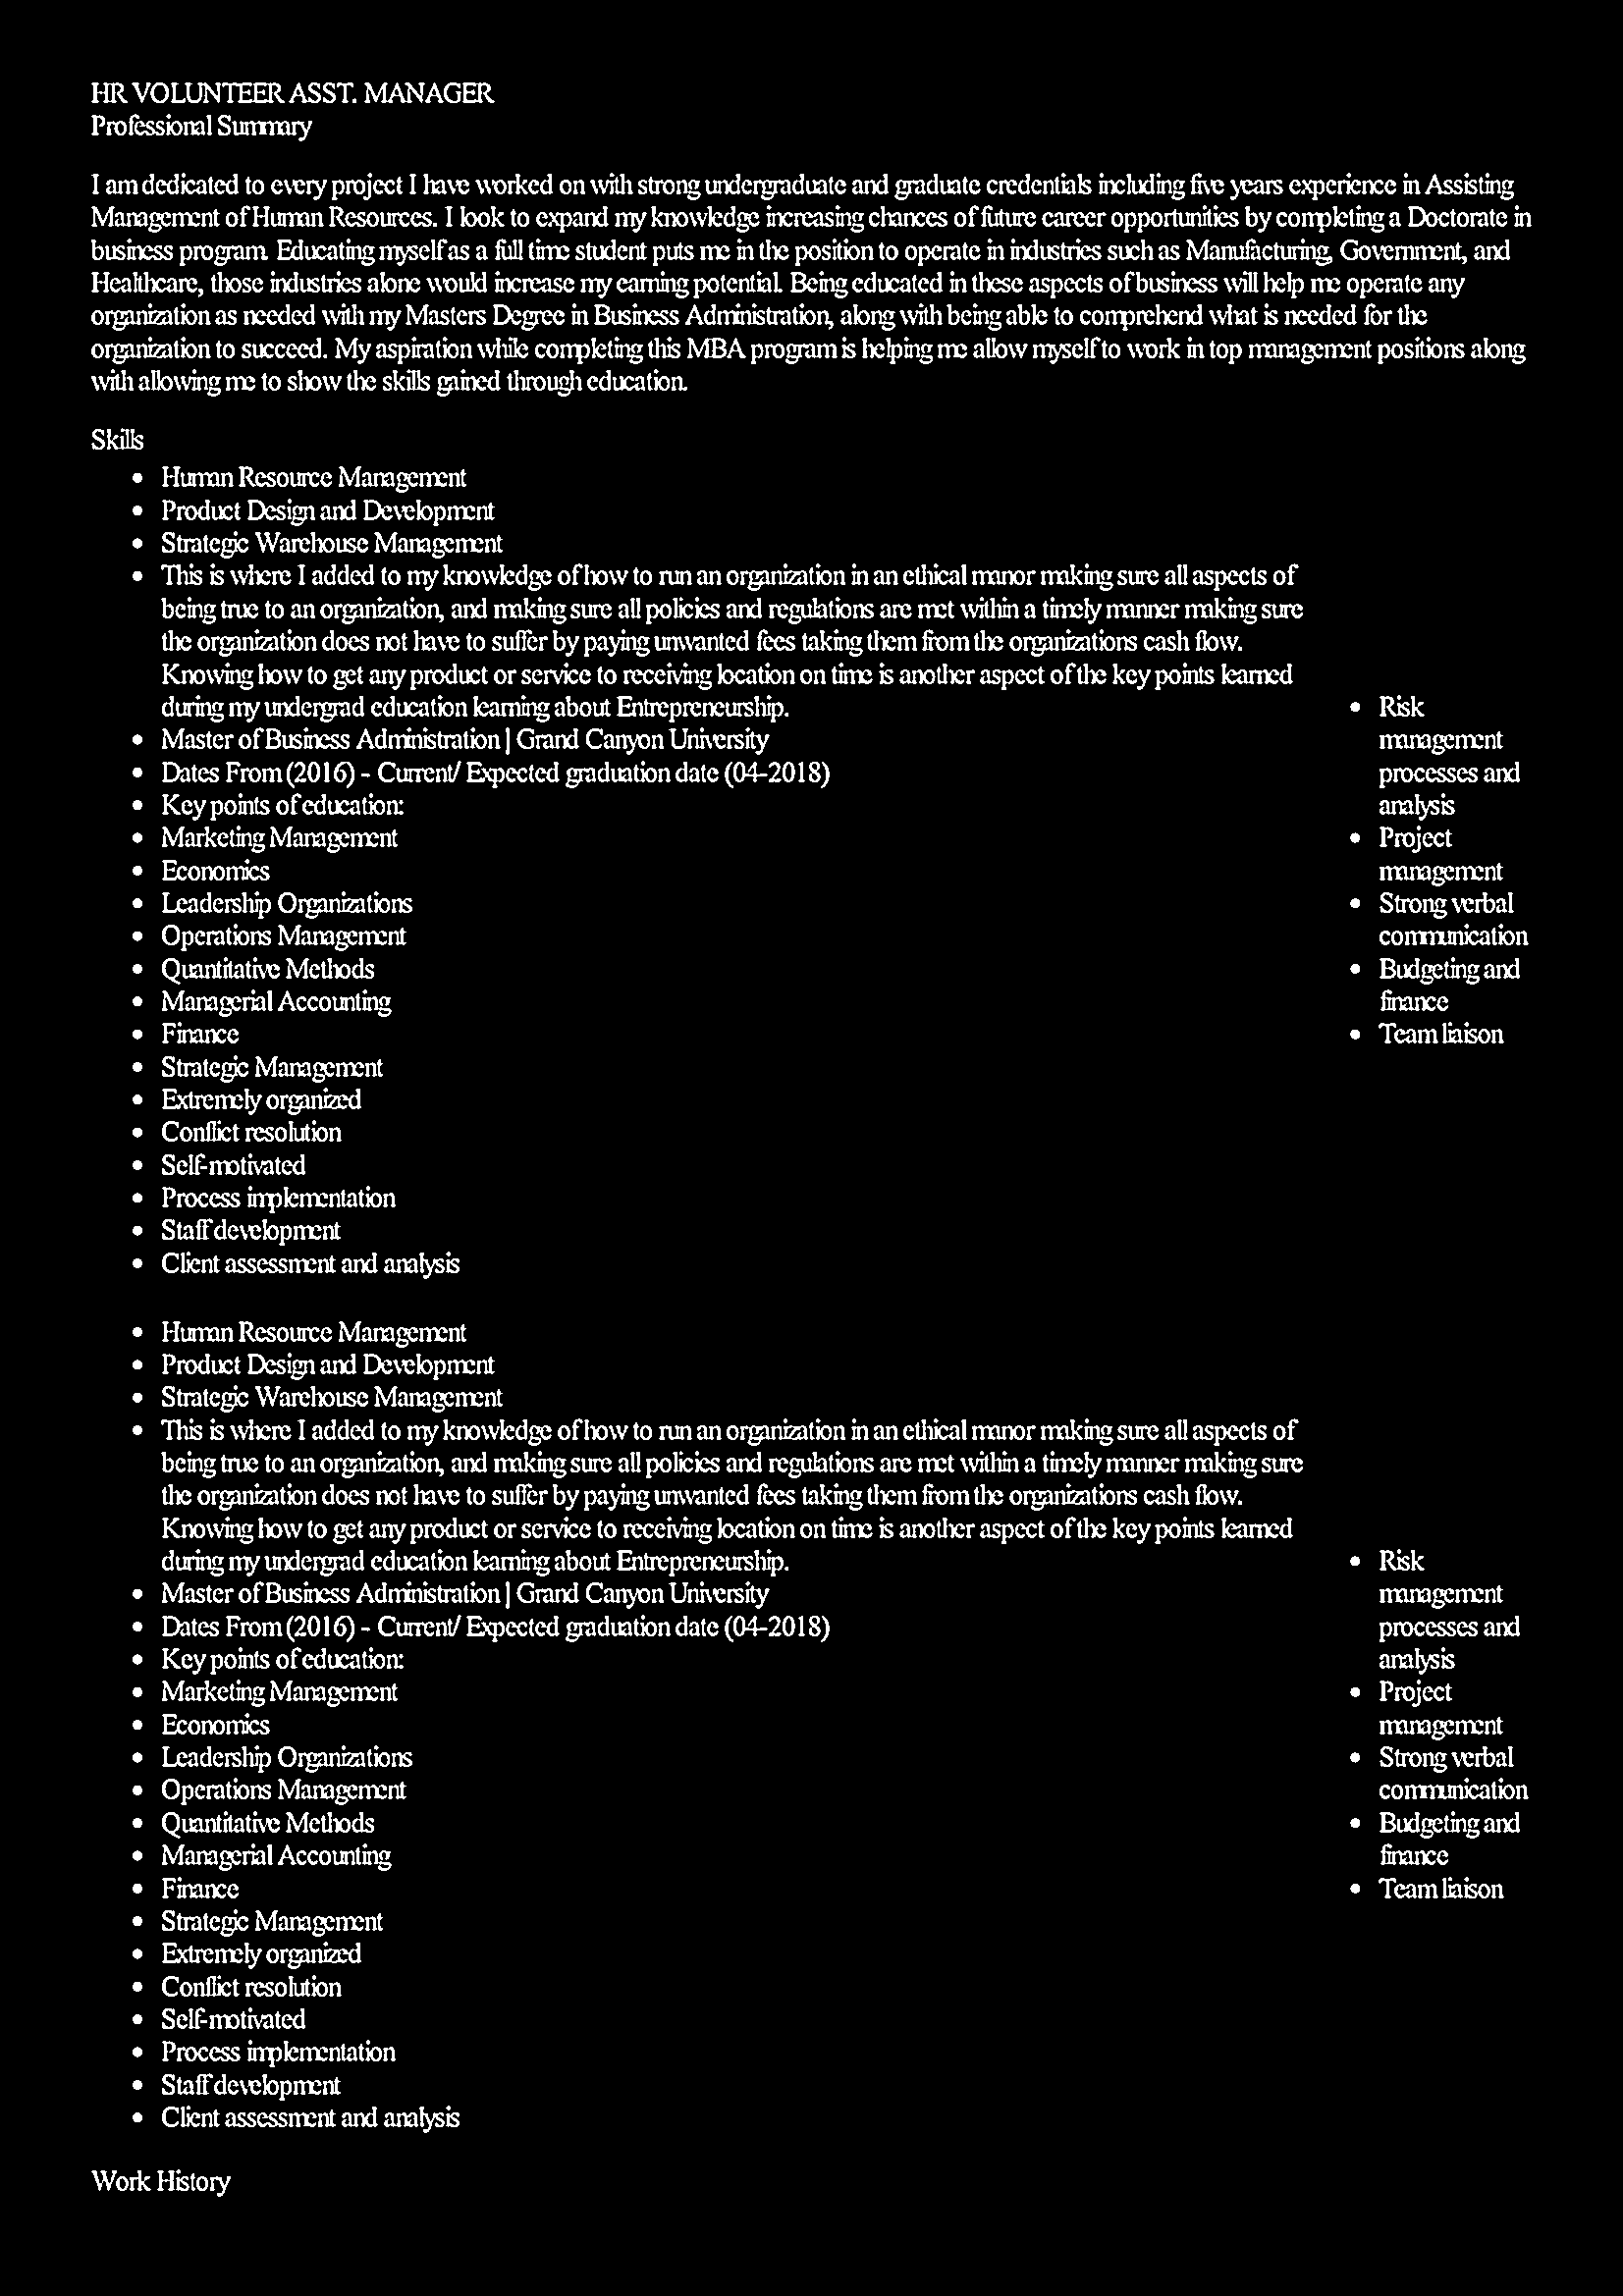 HR VOLUNTEER ASST. MANAGER
Professional Summary
I am dedicated to every project I have worked on with strong undergraduate and graduate credentials including five years experience in Assisting
Management of Human Resources. I look to expand my knowledge increasing chances of future career opportunities by completing a Doctorate in
business program. Educating myself as a full time student puts me in the position to operate in industries such as Manufacturing, Government, and
Healthcare, those industries alone would increase my earning potential. Being educated in these aspects of business will help me operate any
organization as needed with my Masters Degree in Business Administration, along with being able to comprehend what is needed for the
organization to succeed. My aspiration while completing this MBA program is helping me allow myself to work in top management positions along
with allowing me to show the skills gained through education.
Skills
• Human Resource Management
• Product Design and Development
• Strategic Warehouse Management
• This is where I added to my knowledge of how to run an organization in an ethical manor making sure all aspects of
being true to an organization, and making sure all policies and regulations are met within a timely manner making sure
the organization does not have to suffer by paying unwanted fees taking them from the organizations cash flow.
Knowing how to get any product or service to receiving location on time is another aspect of the key points learned
during my undergrad education learning about Entrepreneurship.
• Master of Business Administration | Grand Canyon University
• Dates From (2016) - Current/ Expected graduation date (04-2018)
• Key points of education:
• Marketing Management
• Economics
• Leadership Organizations
• Operations Management
• Quantitative Methods
• Managerial Accounting
• Finance
• Strategic Management
• Extremely organized
• Conflict resolution
• Self-motivated
• Process implementation
• Staff development
• Client assessment and analysis
• Risk
management
processes and
analysis
• Project
management
• Strong verbal
communication
• Budgeting and
finance
• Team liaison
• Human Resource Management
• Product Design and Development
• Strategic Warehouse Management
• This is where I added to my knowledge of how to run an organization in an ethical manor making sure all aspects of
being true to an organization, and making sure all policies and regulations are met within a timely manner making sure
the organization does not have to suffer by paying unwanted fees taking them from the organizations cash flow.
Knowing how to get any product or service to receiving location on time is another aspect of the key points learned
during my undergrad education learning about Entrepreneurship.
• Master of Business Administration | Grand Canyon University
• Dates From (2016) - Current/ Expected graduation date (04-2018)
• Key points of education:
• Marketing Management
• Economics
• Leadership Organizations
• Operations Management
• Quantitative Methods
• Managerial Accounting
• Finance
• Strategic Management
• Extremely organized
• Conflict resolution
• Self-motivated
• Process implementation
• Staff development
• Client assessment and analysis
• Risk
management
processes and
analysis
• Project
management
• Strong verbal
communication
• Budgeting and
finance
• Team liaison
Work History